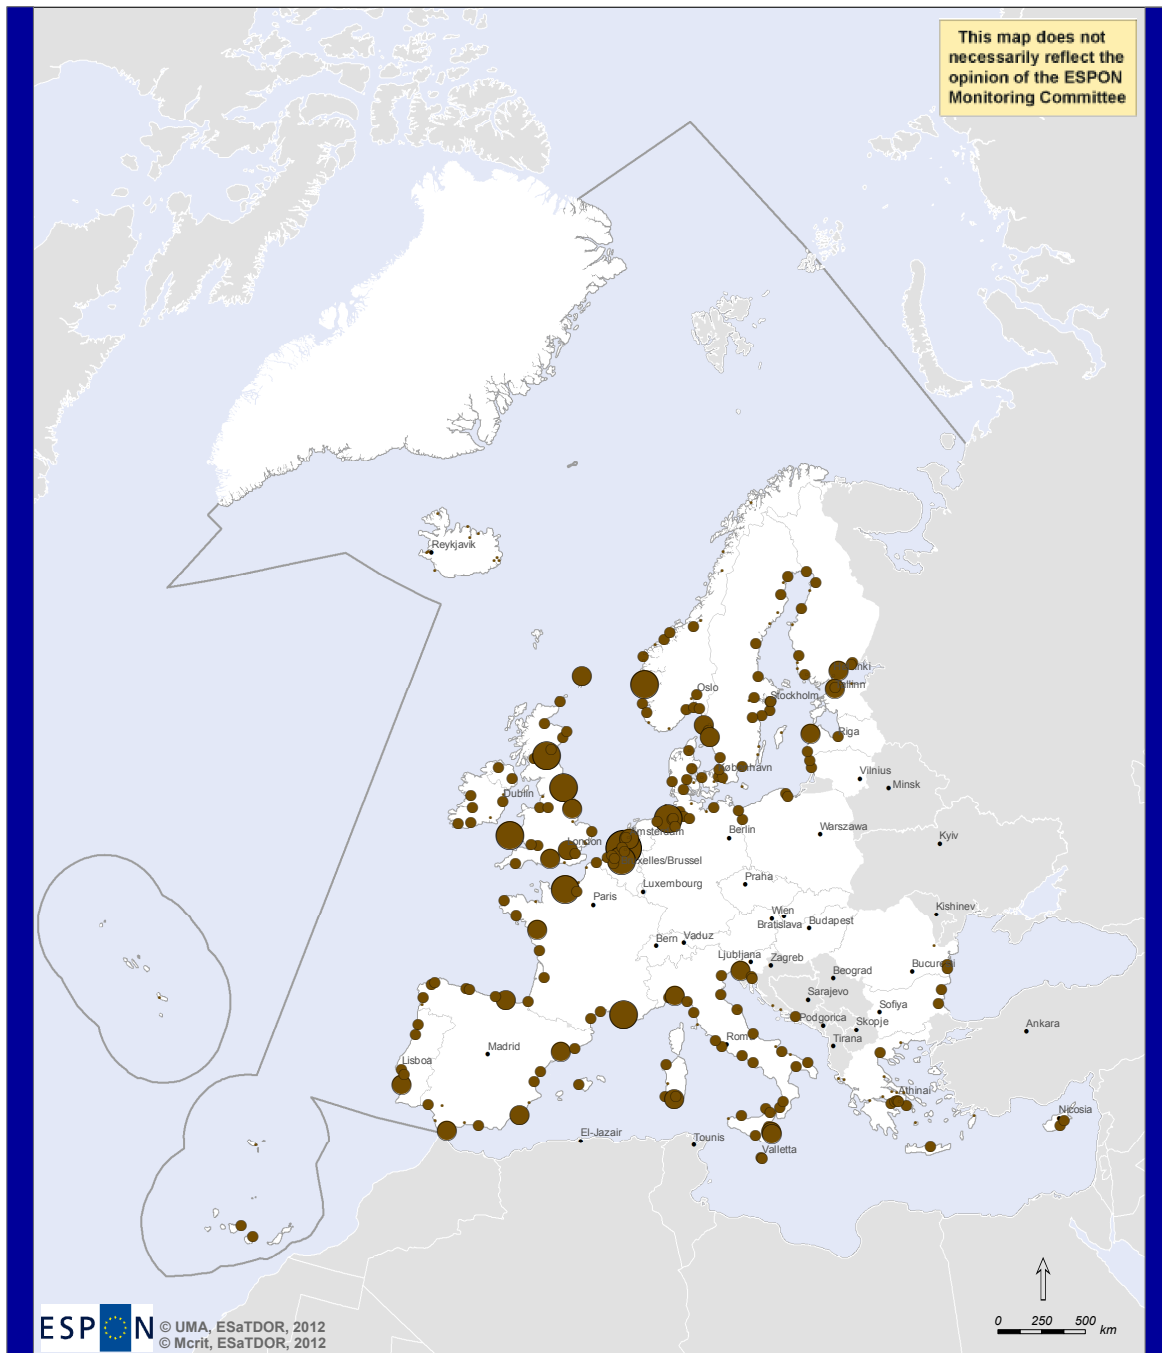 This map does not
necessarily reflect the
opinion of the ESPON
Monitoring Committee
Reykjavik
Oslo
Stockholm
Riga
København
Vilnius
Minsk
Dublin
London
Berlin
Warszawa
Kyiv
Luxembourg
Praha
Paris
Wien
Bratislava
Budapest
Kishinev
Bern
Vaduz
Ljubljana
Zagreb
Beograd
Bucuresti
Sarajevo
Sofiya
Podgorica
Skopje
Tirana
Ankara
Madrid
Lisboa
Athinai
Nicosia
El-Jazair
Tounis
Valletta
ESPON
© UMA, ESaTDOR, 2012
© Mcrit, ESaTDOR, 2012
0 250 500
km